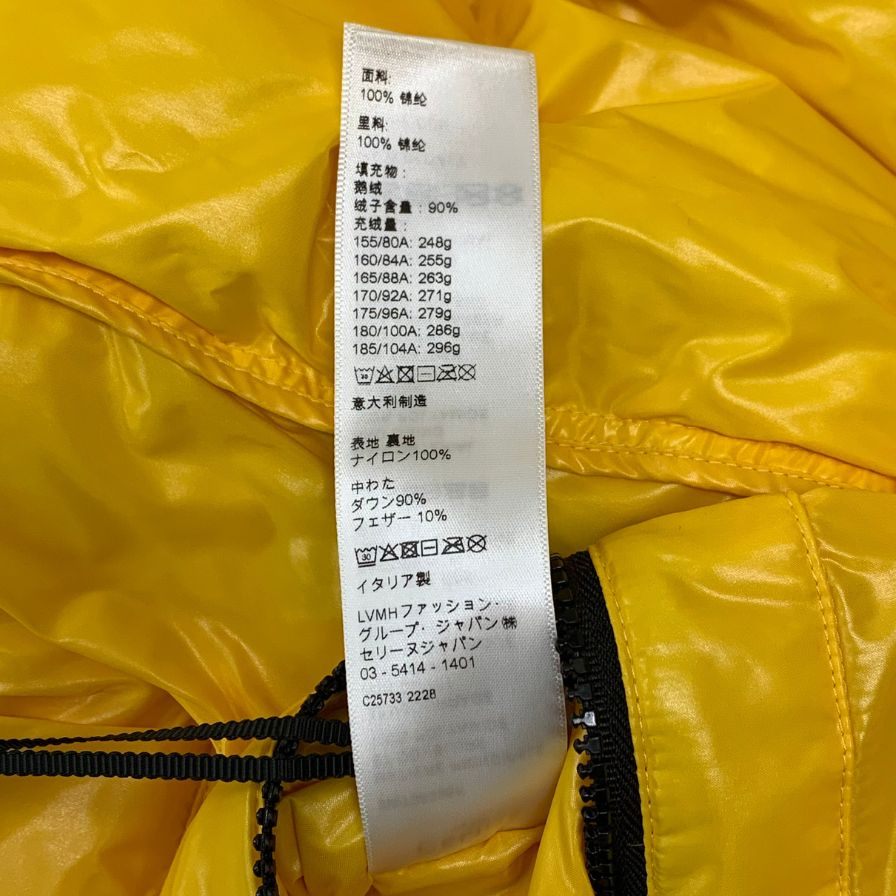 面料:
100% 锦纶
里料:
100% 锦纶
填充物:
鹅绒
绒子含量: 90%
充绒量:
155/80A: 248g
160/84A: 255g
165/88A: 263g
170/92A: 271g
175/96A: 279g
180/100A: 286g
185/104A: 296g
意大利制造
表地 裏地
ナイロン100%
中わた
ダウン90%
フェザー 10%
30
イタリア製
LVMHファッション・
グループ・ジャパン㈱
セリーヌジャパン
03 - 5414 - 1401
C25733 2228